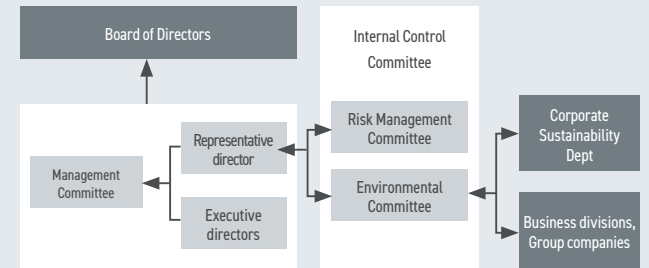 Board of Directors
Internal Control
Committee
Representative
director
Management
Committee
Executive
directors
Risk Management
Committee
Environmental
Committee
Corporate
Sustainability
Dept
Business divisions,
Group companies